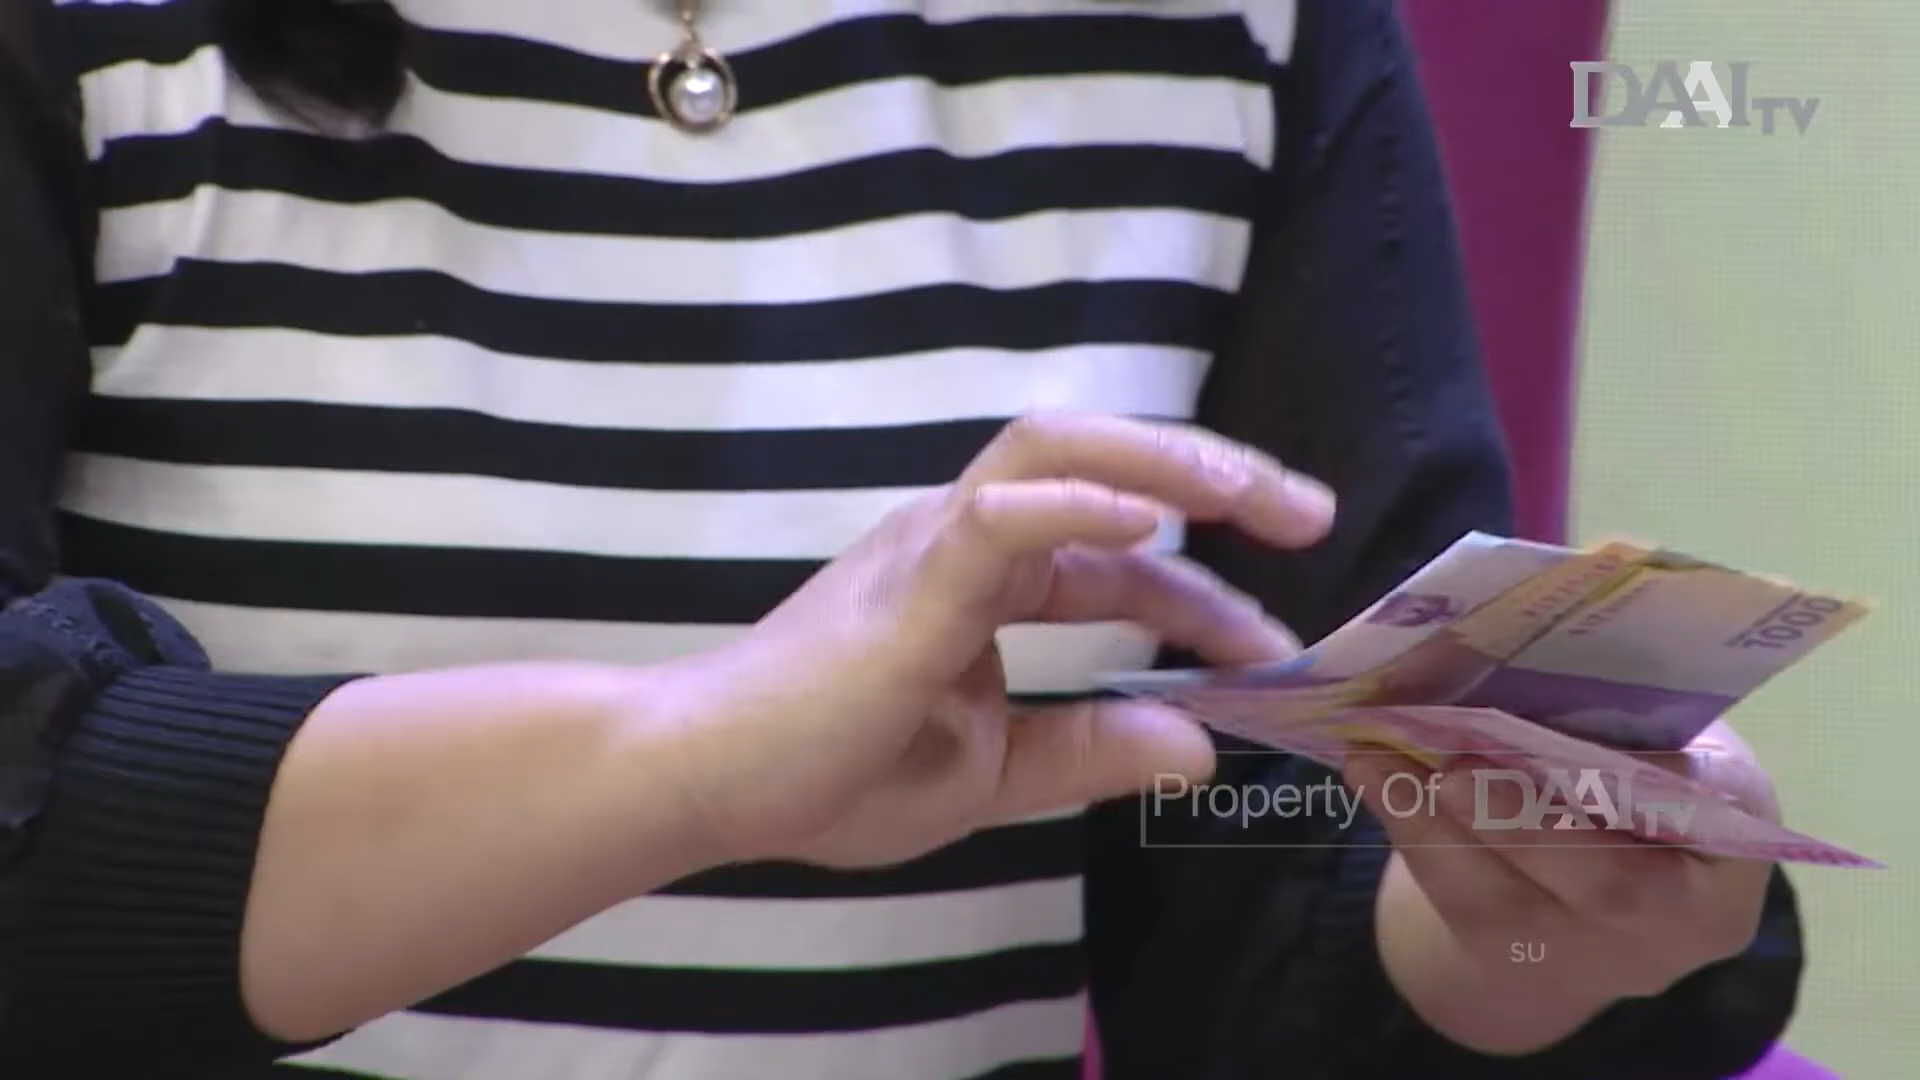 DAAI TV
1000
Property Of DAAI TV
SU